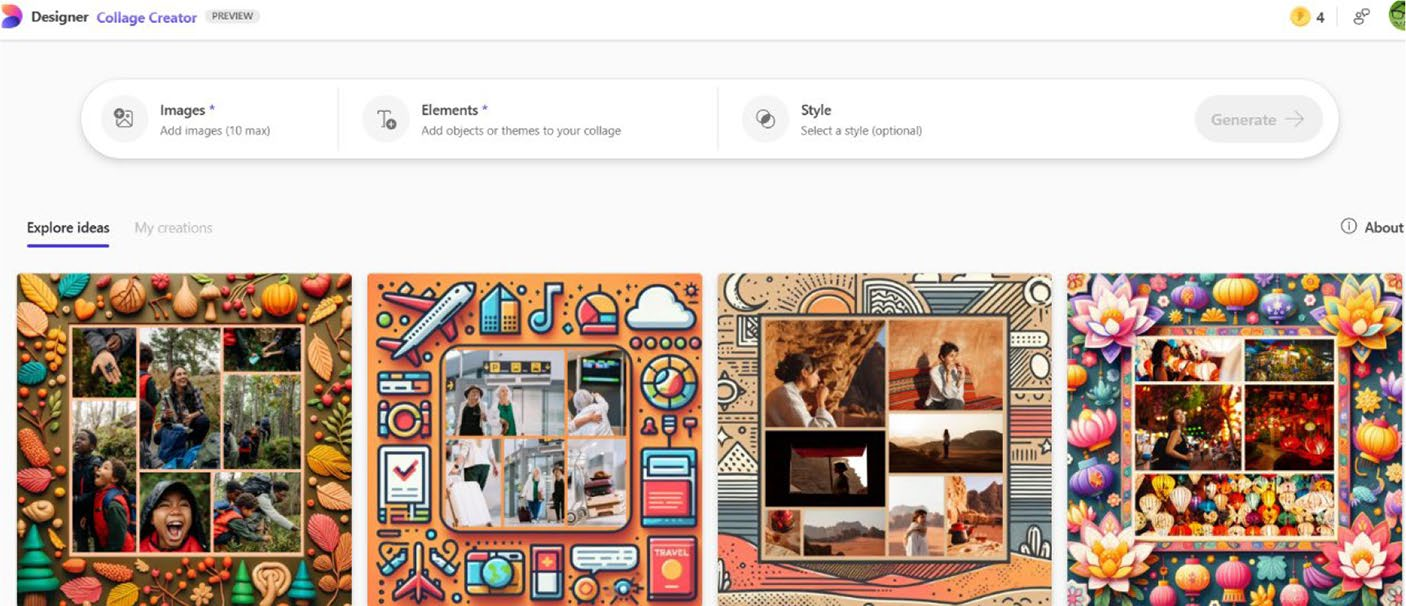 Designer Collage Creator PREVIEW
4
Images *
Add images (10 max)
Elements *
Add objects or themes to your collage
Style
Select a style (optional)
Generate
Explore ideas
My creations
About
P
TRAVEL